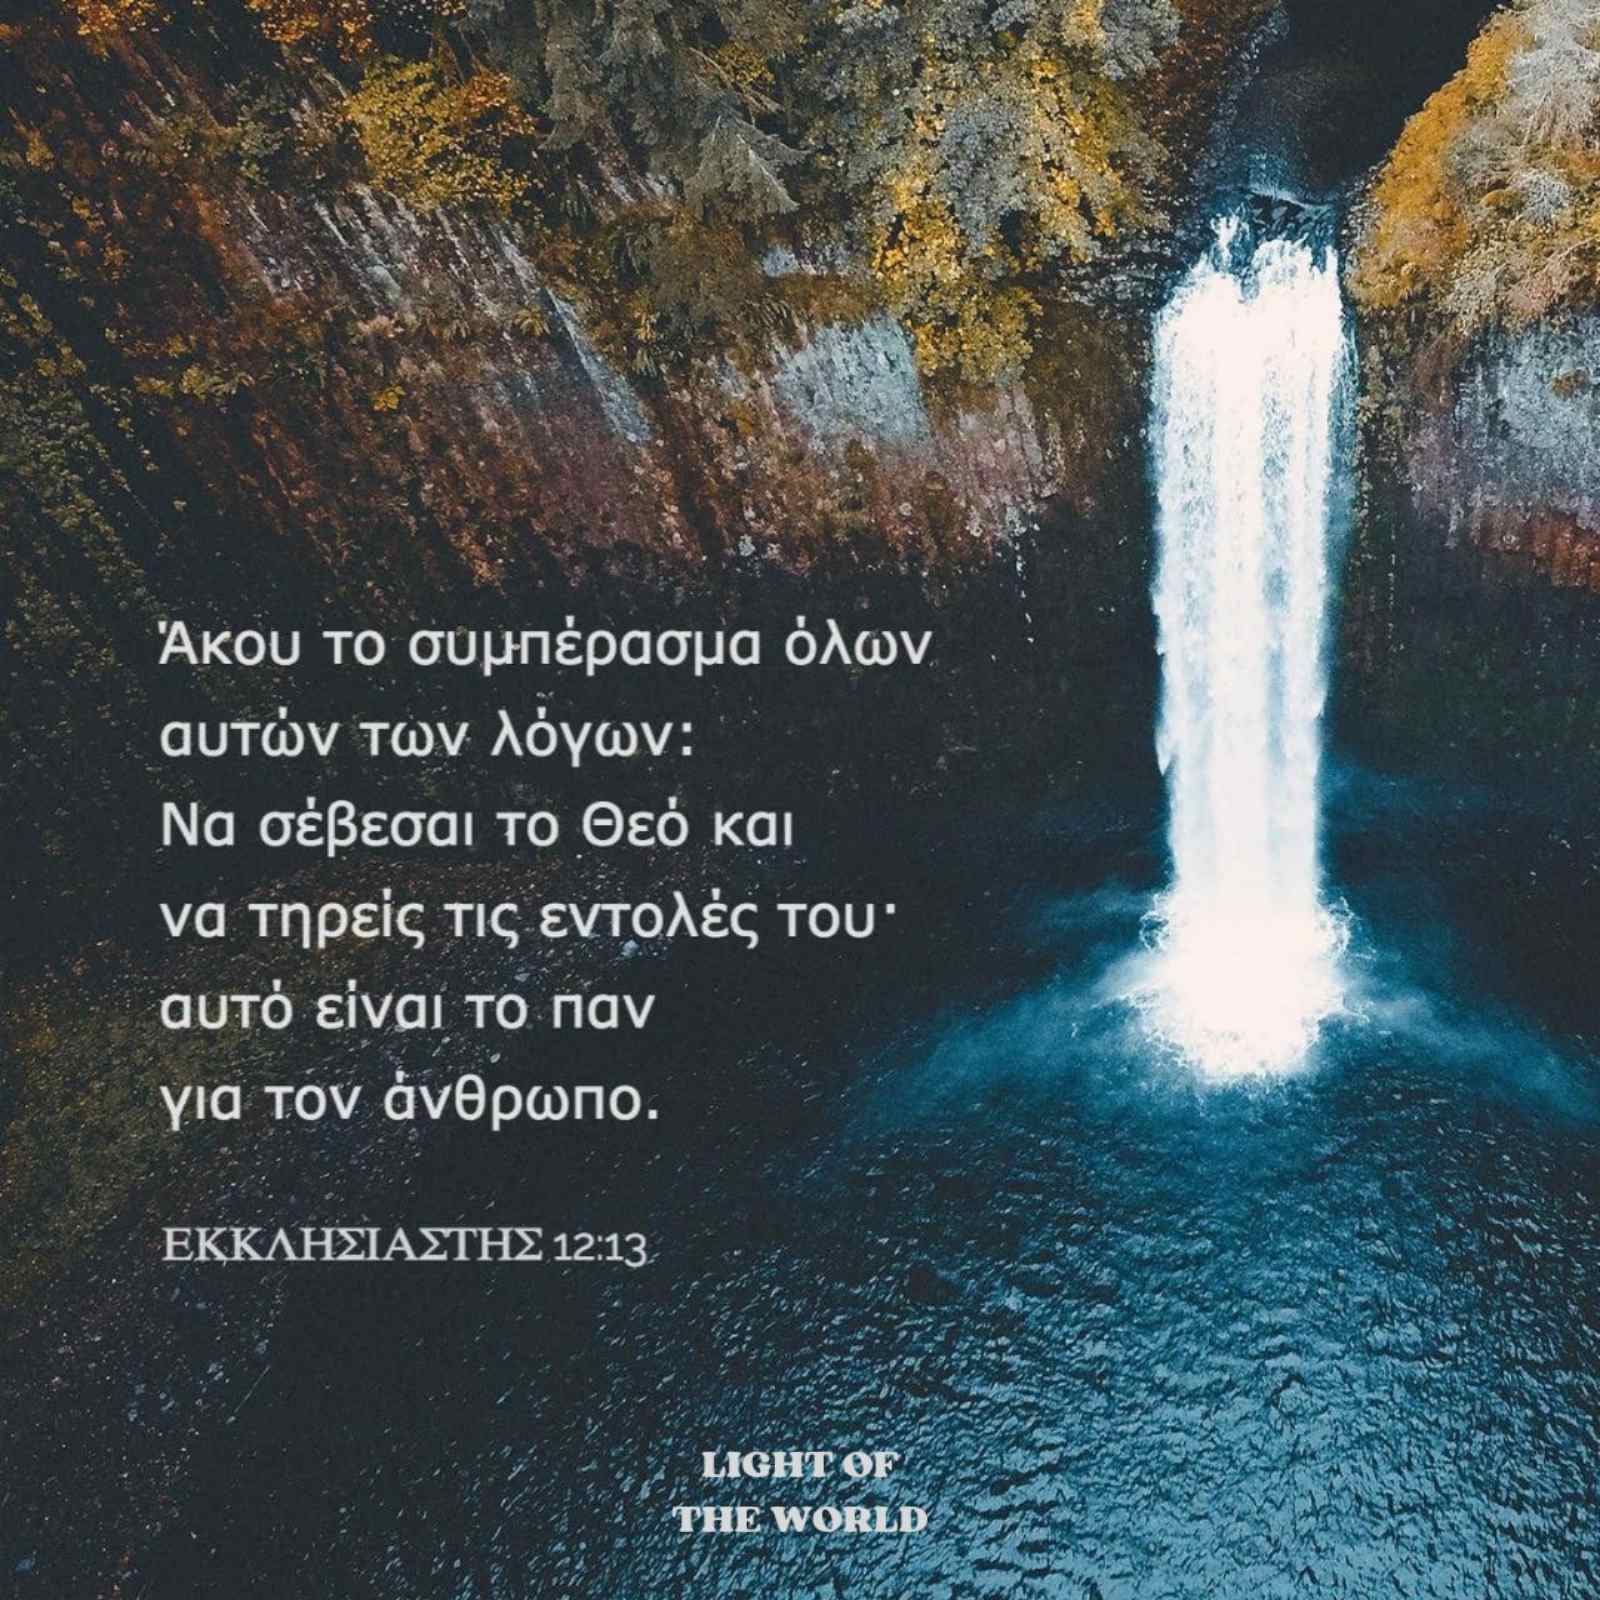 Άκου το συμπέρασμα όλων
αυτών των λόγων:
Να σέβεσαι το Θεό και
να τηρείς τις εντολές του·
αυτό είναι το παν
για τον άνθρωπο.
ΕΚΚΛΗΣΙΑΣΤΗΣ 12:13
LIGHT OF
THE WORLD